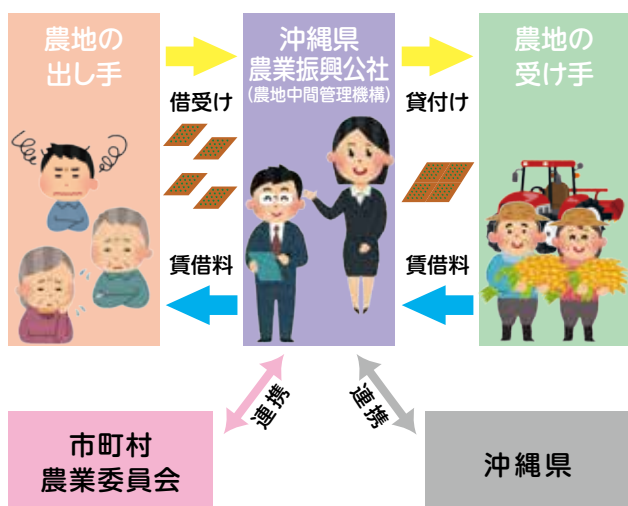 農地の
出し手
借受け
賃借料
沖縄県
農業振興公社
(農地中間管理機構)
貸付け
賃借料
農地の
受け手
連携
連携
市町村
農業委員会
沖縄県